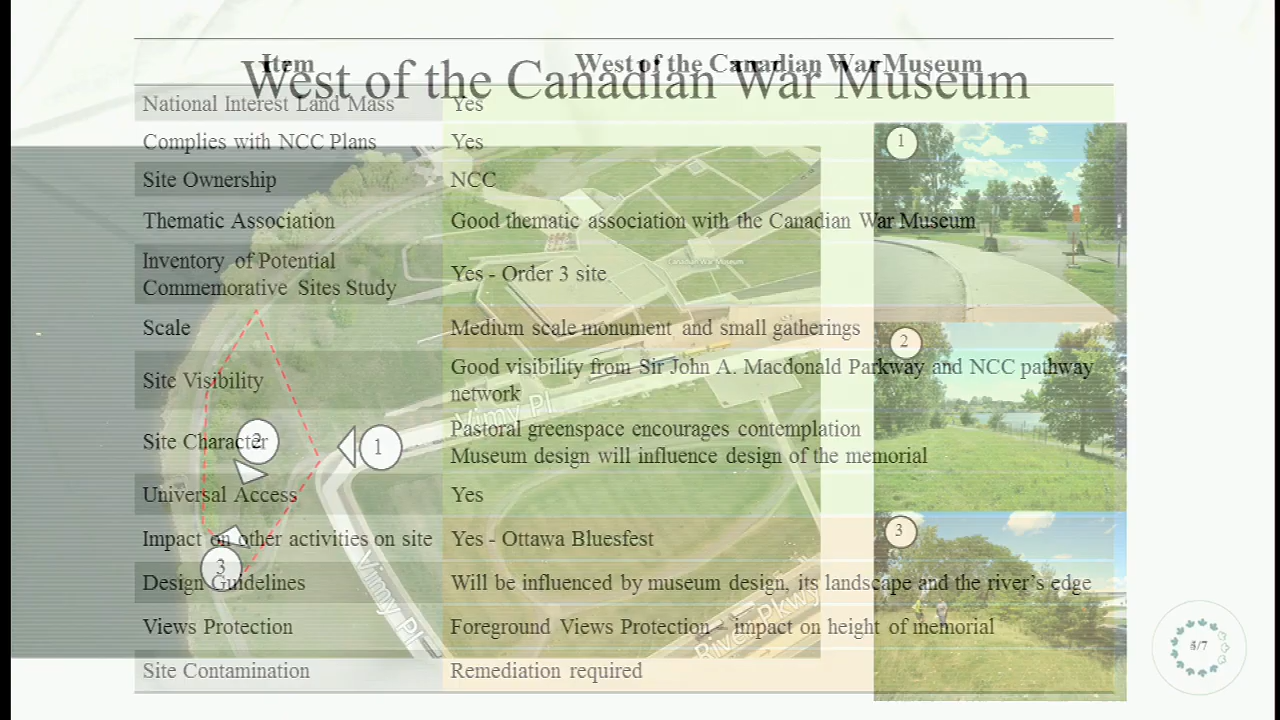 West of the Canadian War Museum
Item West of the Canadian War Museum
National Interest Land Mass Yes
Complies with NCC Plans Yes
Site Ownership NCC
Thematic Association Good thematic association with the Canadian War Museum
Inventory of Potential
Commemorative Sites Study Yes - Order 3 site
Scale Medium scale monument and small gatherings
Site Visibility Good visibility from Sir John A. Macdonald Parkway and NCC pathway
network
Site Character Pastoral greenspace encourages contemplation
Museum design will influence design of the memorial
Universal Access Yes
Impact on other activities on site Yes - Ottawa Bluesfest
Design Guidelines Will be influenced by museum design, its landscape and the river's edge
Views Protection Foreground Views Protection – impact on height of memorial
Site Contamination Remediation required
Canadian War Museum
Vimy Pl
Vimy Pl
River Pkwy
1
2
3
1
2
3